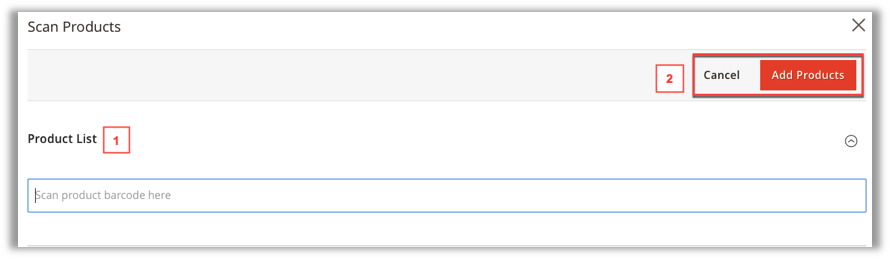 Scan Products
2 Cancel Add Products
Product List 1
Scan product barcode here